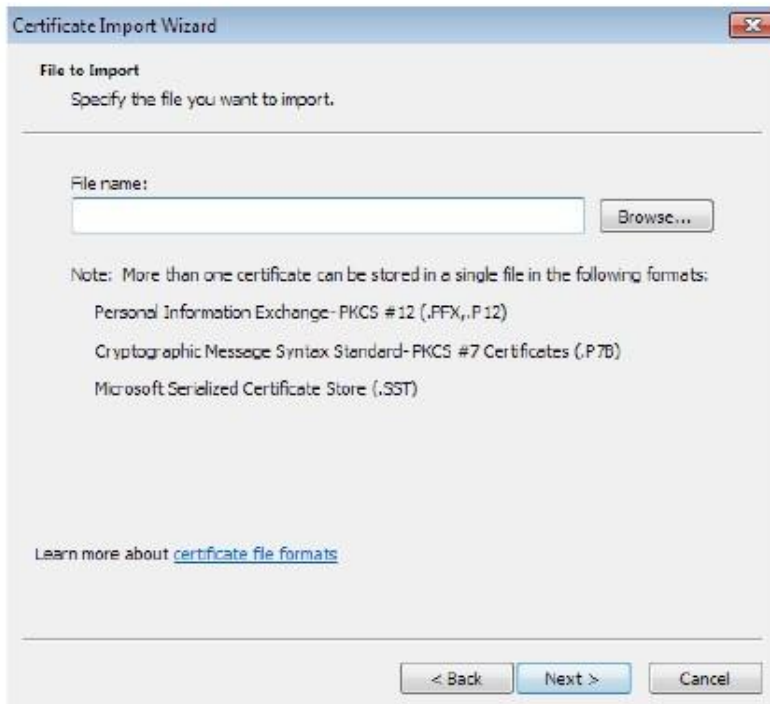 Certificate Import Wizard
File to Import
Specify the file you want to import.
File name:
Browse...
Note: More than one certificate can be stored in a single file in the following formats:
Personal Information Exchange- PKCS #12 (.PFX,.P12)
Cryptographic Message Syntax Standard- PKCS #7 Certificates (.P7B)
Microsoft Serialized Certificate Store (.SST)
Learn more about certificate file formats
< Back Next > Cancel